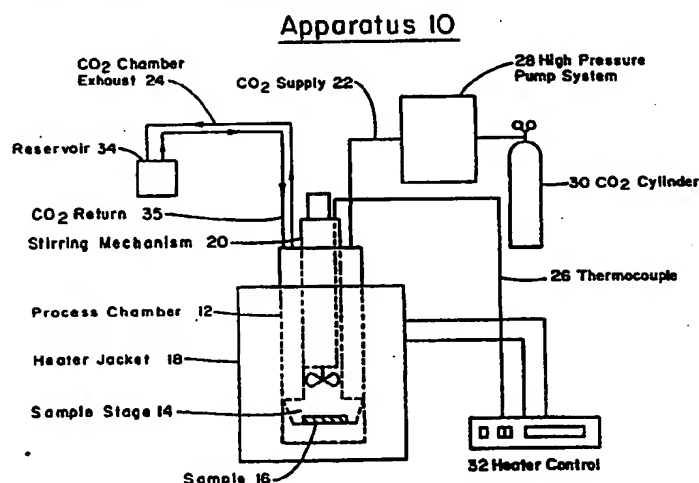 Apparatus 10
CO2 Chamber
Exhaust 24
CO2 Supply 22
28 High Pressure
Pump System
Reservoir 34
30 CO2 Cylinder
CO2 Return 35
Stirring Mechanism 20
26 Thermocouple
Process Chamber 12
Heater Jacket 18
Sample Stage 14
Sample 16
32 Heater Control